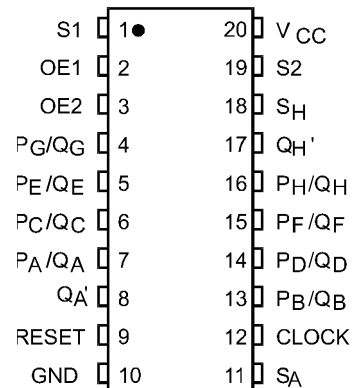 S1 1 20 VCC
OE1 2 19 S2
OE2 3 18 SH
PG/QG 4 17 QH'
PE/QE 5 16 PH/QH
PC/QC 6 15 PF/QF
PA/QA 7 14 PD/QD
QA' 8 13 PB/QB
RESET 9 12 CLOCK
GND 10 11 SA